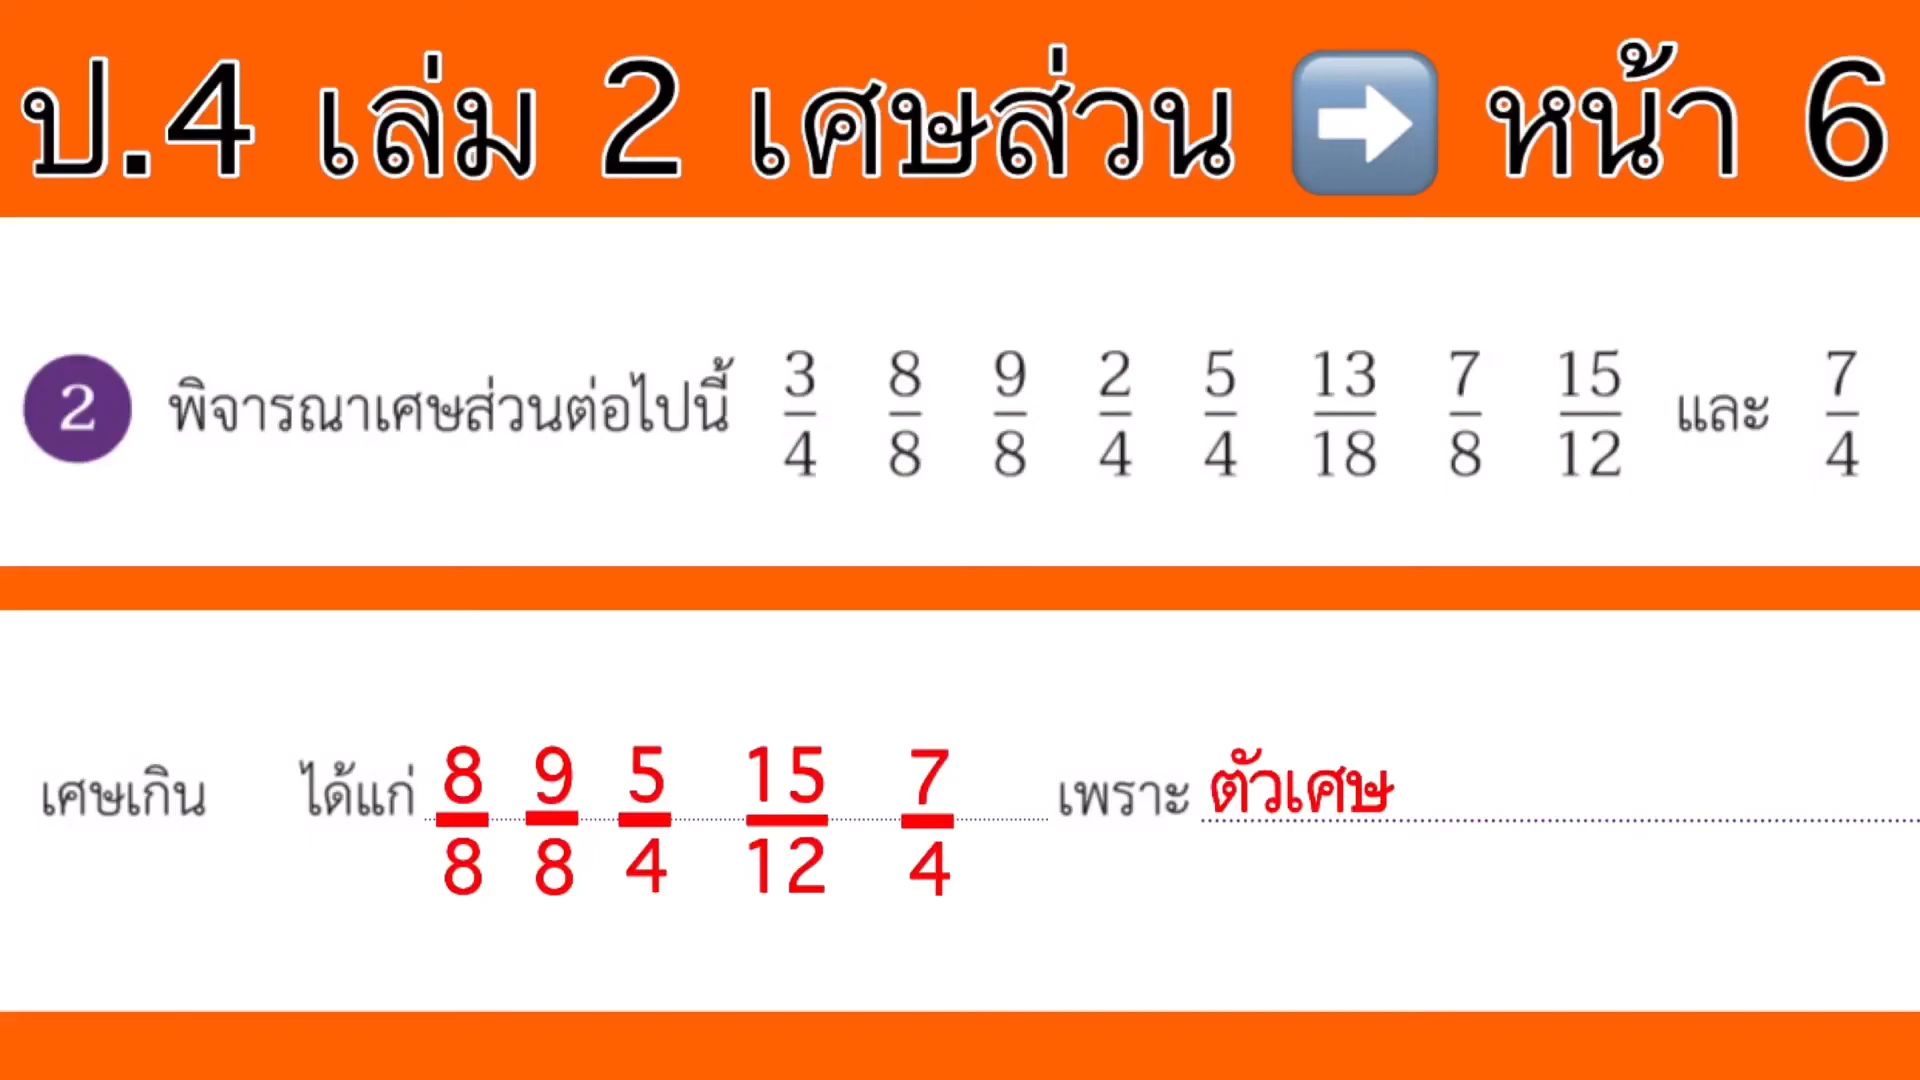 ป.4 เล่ม 2 เศษส่วน ➡️ หน้า 6
2 พิจารณาเศษส่วนต่อไปนี้ 3/4 8/8 9/8 2/4 5/4 13/18 7/8 15/12 และ 7/4
เศษเกิน ได้แก่ 8/8 9/8 5/4 15/12 7/4 เพราะ ตัวเศษ